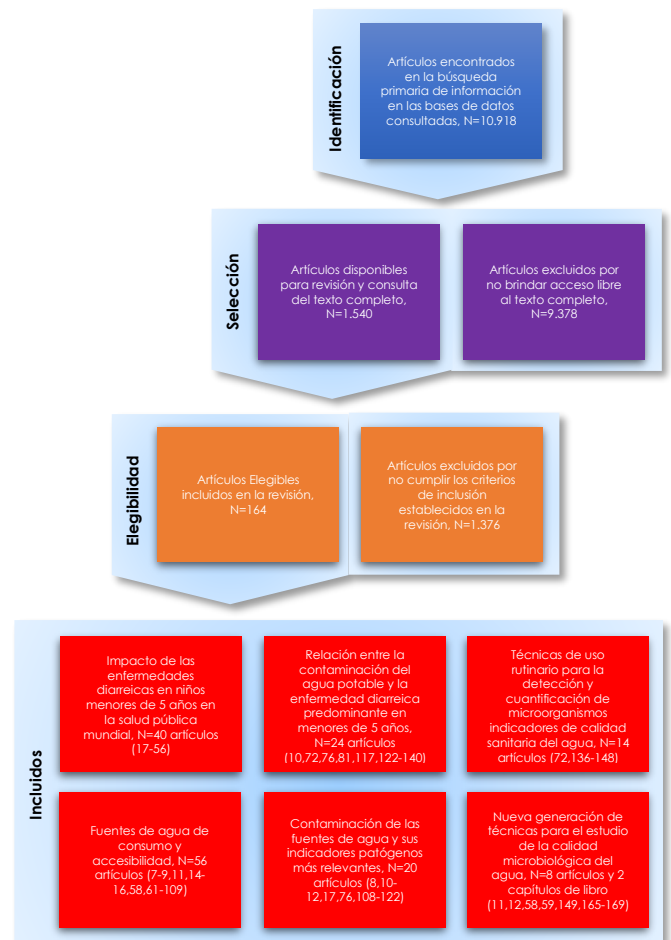 Identificación
Artículos encontrados
en la búsqueda
primaria de información
en las bases de datos
consultadas, N=10.918
Selección
Artículos disponibles
para revisión y consulta
del texto completo,
N=1.540
Artículos excluidos por
no brindar acceso libre
al texto completo,
N=9.378
Elegibilidad
Artículos Elegibles
incluidos en la revisión,
N=164
Artículos excluidos por
no cumplir los criterios
de inclusión
establecidos en la
revisión, N=1.376
Incluidos
Impacto de las
enfermedades
diarreicas en niños
menores de 5 años en
la salud pública
mundial, N=40 artículos
(17-56)
Relación entre la
contaminación del
agua potable y la
enfermedad diarreica
predominante en
menores de 5 años,
N=24 artículos
(10,72,76,81,117,122-140)
Técnicas de uso
rutinario para la
detección y
cuantificación de
microorganismos
indicadores de calidad
sanitaria del agua, N=14
artículos (72,136-148)
Fuentes de agua de
consumo y
accesibilidad, N=56
artículos (7-9,11,14-
16,58,61-109)
Contaminación de las
fuentes de agua y sus
indicadores patógenos
más relevantes, N=20
artículos (8,10-
12,17,76,108-122)
Nueva generación de
técnicas para el estudio
de la calidad
microbiológica del
agua, N=8 artículos y 2
capítulos de libro
(11,12,58,59,149,165-169)